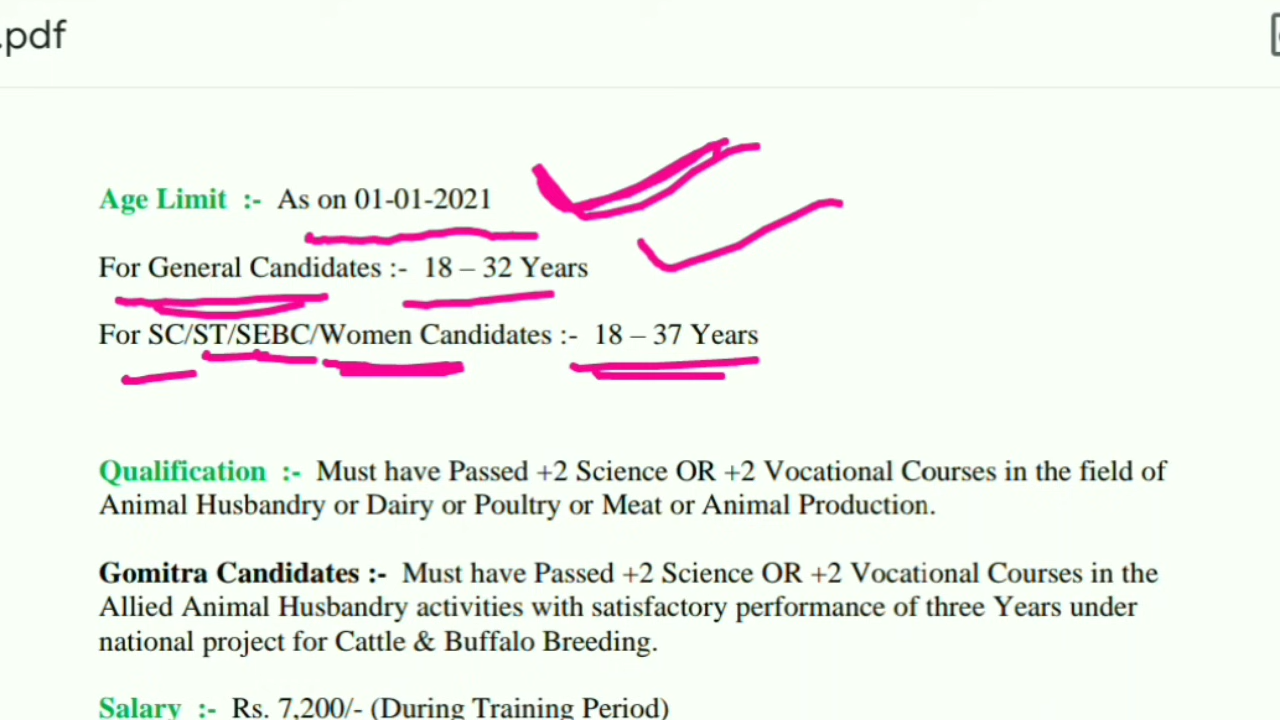 .pdf
Age Limit :- As on 01-01-2021
For General Candidates :- 18 – 32 Years
For SC/ST/SEBC/Women Candidates :- 18 – 37 Years
Qualification :- Must have Passed +2 Science OR +2 Vocational Courses in the field of
Animal Husbandry or Dairy or Poultry or Meat or Animal Production.
Gomitra Candidates :- Must have Passed +2 Science OR +2 Vocational Courses in the
Allied Animal Husbandry activities with satisfactory performance of three Years under
national project for Cattle & Buffalo Breeding.
Salary :- Rs. 7,200/- (During Training Period)